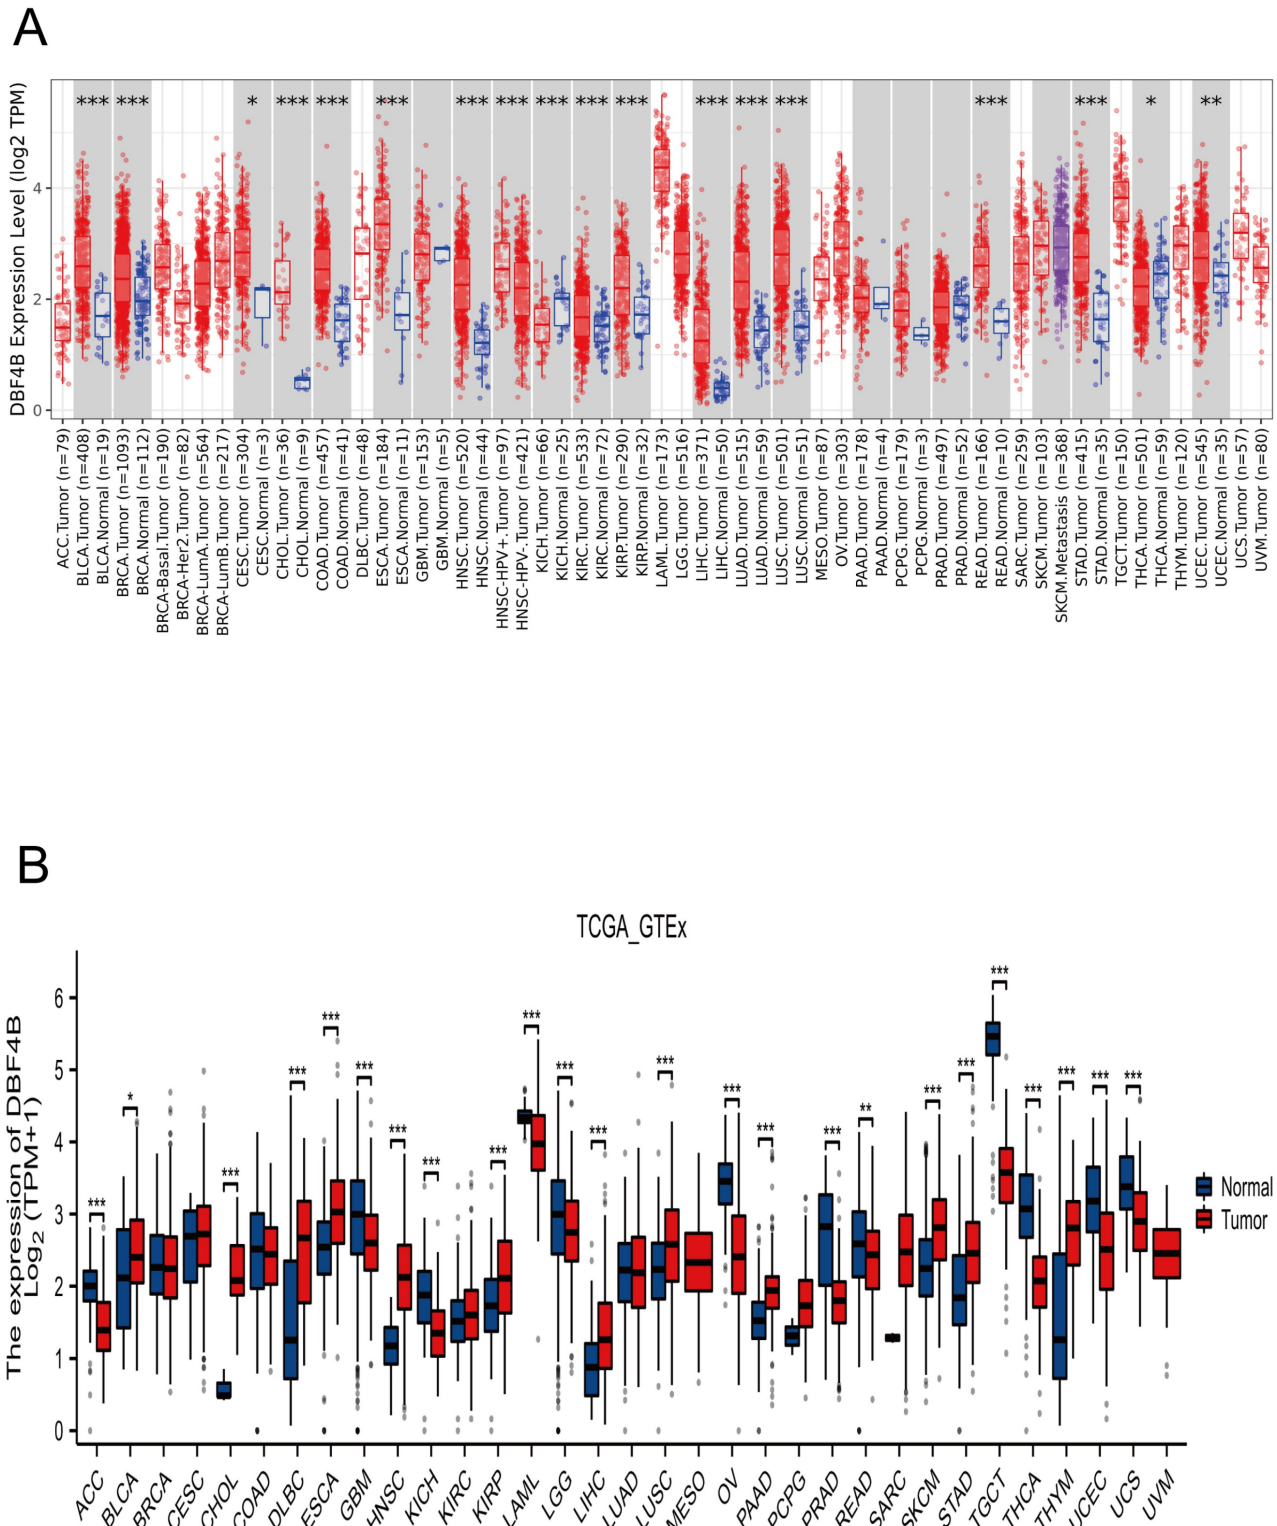 A
DBF4B Expression Level (log2 TPM)
*** *** * *** *** *** *** *** *** *** *** *** *** *** *** *** * **
4
2
0
ACC.Tumor (n=79)
BLCA.Tumor (n=408)
BLCA.Normal (n=19)
BRCA.Tumor (n=1093)
BRCA.Normal (n=112)
BRCA-Basal.Tumor (n=190)
BRCA-Her2.Tumor (n=82)
BRCA-LumA.Tumor (n=564)
BRCA-LumB.Tumor (n=217)
CESC.Tumor (n=304)
CESC.Normal (n=3)
CHOL.Tumor (n=36)
CHOL.Normal (n=9)
COAD.Tumor (n=457)
COAD.Normal (n=41)
DLBC.Tumor (n=48)
ESCA.Tumor (n=184)
ESCA.Normal (n=11)
GBM.Tumor (n=153)
GBM.Normal (n=5)
HNSC.Tumor (n=520)
HNSC.Normal (n=44)
HNSC-HPV+.Tumor (n=97)
HNSC-HPV-.Tumor (n=421)
KICH.Tumor (n=66)
KICH.Normal (n=25)
KIRC.Tumor (n=533)
KIRC.Normal (n=72)
KIRP.Tumor (n=290)
KIRP.Normal (n=32)
LAML.Tumor (n=173)
LGG.Tumor (n=516)
LIHC.Tumor (n=371)
LIHC.Normal (n=50)
LUAD.Tumor (n=515)
LUAD.Normal (n=59)
LUSC.Tumor (n=501)
LUSC.Normal (n=51)
MESO.Tumor (n=87)
OV.Tumor (n=303)
PAAD.Tumor (n=178)
PAAD.Normal (n=4)
PCPG.Tumor (n=179)
PCPG.Normal (n=3)
PRAD.Tumor (n=497)
PRAD.Normal (n=52)
READ.Tumor (n=166)
READ.Normal (n=10)
SARC.Tumor (n=259)
SKCM.Tumor (n=103)
SKCM.Metastasis (n=368)
STAD.Tumor (n=415)
STAD.Normal (n=35)
TGCT.Tumor (n=150)
THCA.Tumor (n=501)
THCA.Normal (n=59)
THYM.Tumor (n=120)
UCEC.Tumor (n=545)
UCEC.Normal (n=35)
UCS.Tumor (n=57)
UVM.Tumor (n=80)
B
TCGA_GTEx
The expression of DBF4B
Log2 (TPM+1)
6
5
4
3
2
1
0
*** * *** *** *** *** *** *** *** *** *** *** *** *** *** *** ** *** *** *** *** *** *** ***
Normal
Tumor
ACC
BLCA
BRCA
CESC
CHOL
COAD
DLBC
ESCA
GBM
HNSC
KICH
KIRC
KIRP
LAML
LGG
LIHC
LUAD
LUSC
MESO
OV
PAAD
PCPG
PRAD
READ
SARC
SKCM
STAD
TGCT
THCA
THYM
UCEC
UCS
UVM